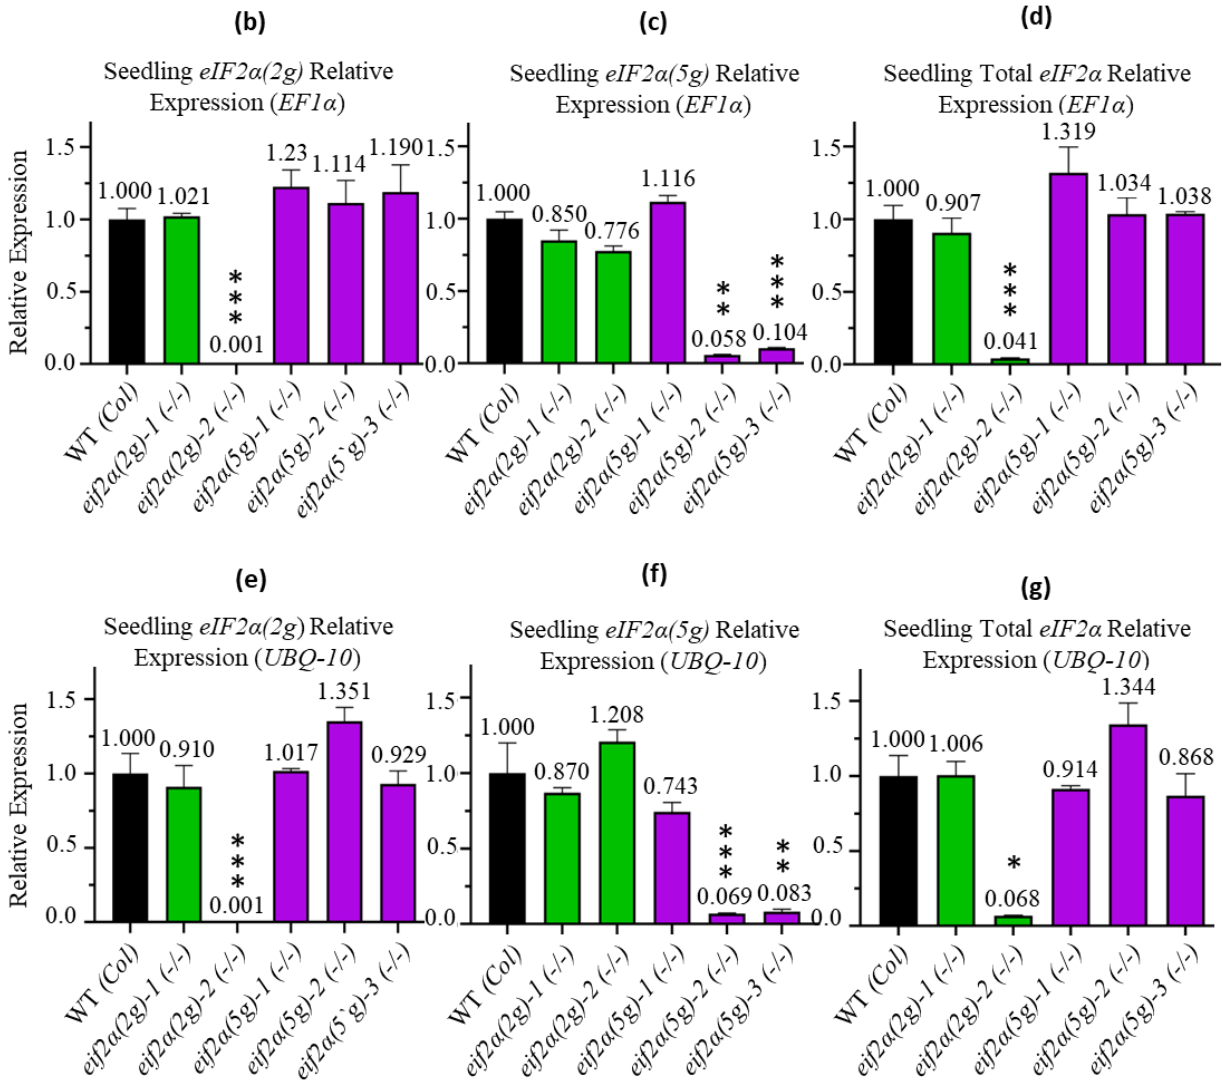 (b)
Seedling eIF2α(2g) Relative
Expression (EF1α)
Relative Expression
1.5
1.0
0.5
0.0
1.000
1.021
***
0.001
1.23
1.114
1.190
WT (Col)
eif2α(2g)-1 (-/-)
eif2α(2g)-2 (-/-)
eif2α(5g)-1 (-/-)
eif2α(5g)-2 (-/-)
eif2α(5`g)-3 (-/-)
(c)
Seedling eIF2α(5g) Relative
Expression (EF1α)
1.5
1.0
0.5
0.0
1.000
0.850
0.776
1.116
**
0.058
***
0.104
WT (Col)
eif2α(2g)-1 (-/-)
eif2α(2g)-2 (-/-)
eif2α(5g)-1 (-/-)
eif2α(5g)-2 (-/-)
eif2α(5g)-3 (-/-)
(d)
Seedling Total eIF2α Relative
Expression (EF1α)
1.5
1.0
0.5
0.0
1.000
0.907
***
0.041
1.319
1.034
1.038
WT (Col)
eif2α(2g)-1 (-/-)
eif2α(2g)-2 (-/-)
eif2α(5g)-1 (-/-)
eif2α(5g)-2 (-/-)
eif2α(5g)-3 (-/-)
(e)
Seedling eIF2α(2g) Relative
Expression (UBQ-10)
Relative Expression
1.5
1.0
0.5
0.0
1.000
0.910
***
0.001
1.017
1.351
0.929
WT (Col)
eif2α(2g)-1 (-/-)
eif2α(2g)-2 (-/-)
eif2α(5g)-1 (-/-)
eif2α(5g)-2 (-/-)
eif2α(5`g)-3 (-/-)
(f)
Seedling eIF2α(5g) Relative
Expression (UBQ-10)
1.5
1.0
0.5
0.0
1.000
0.870
1.208
0.743
***
0.069
**
0.083
WT (Col)
eif2α(2g)-1 (-/-)
eif2α(2g)-2 (-/-)
eif2α(5g)-1 (-/-)
eif2α(5g)-2 (-/-)
eif2α(5g)-3 (-/-)
(g)
Seedling Total eIF2α Relative
Expression (UBQ-10)
1.5
1.0
0.5
0.0
1.000
1.006
*
0.068
0.914
1.344
0.868
WT (Col)
eif2α(2g)-1 (-/-)
eif2α(2g)-2 (-/-)
eif2α(5g)-1 (-/-)
eif2α(5g)-2 (-/-)
eif2α(5g)-3 (-/-)